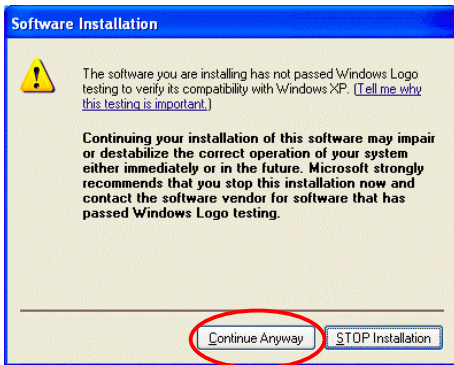 Software Installation
The software you are installing has not passed Windows Logo
testing to verify its compatibility with Windows XP. (Tell me why
this testing is important.)
Continuing your installation of this software may impair
or destabilize the correct operation of your system
either immediately or in the future. Microsoft strongly
recommends that you stop this installation now and
contact the software vendor for software that has
passed Windows Logo testing.
Continue Anyway
STOP Installation